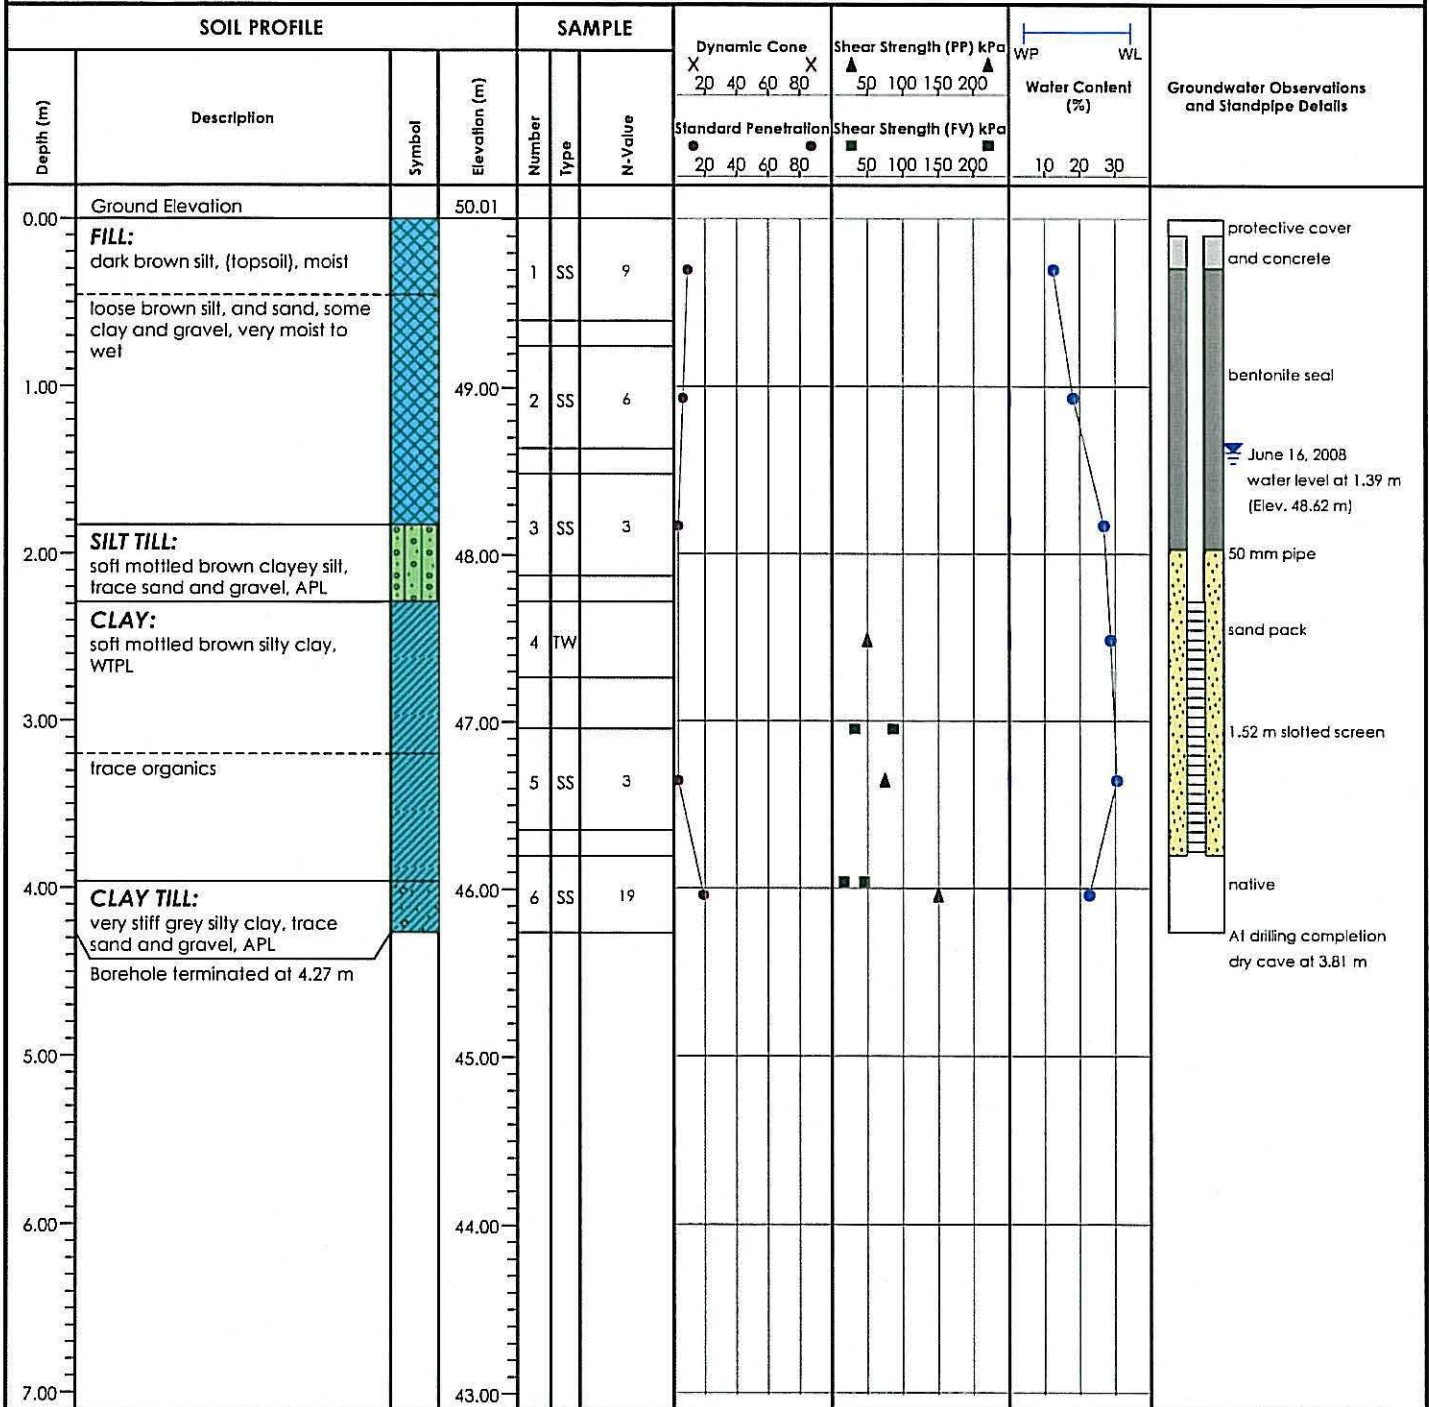 SOIL PROFILE
SAMPLE
Depth (m)
Description
Symbol
Elevation (m)
Number
Type
N-Value
Dynamic Cone
X X
20 40 60 80
Standard Penetration
20 40 60 80
Shear Strength (PP) kPa
50 100 150 200
Shear Strength (FV) kPa
50 100 150 200
WP WL
Water Content
(%)
10 20 30
Groundwater Observations
and Standpipe Details
Ground Elevation
50.01
0.00
FILL:
dark brown silt, (topsoil), moist
loose brown silt, and sand, some
clay and gravel, very moist to
wet
1.00
SILT TILL:
2.00
soft mottled brown clayey silt,
trace sand and gravel, APL
CLAY:
soft mottled brown silty clay,
WTPL
3.00
trace organics
4.00
CLAY TILL:
very stiff grey silty clay, trace
sand and gravel, APL
Borehole terminated at 4.27 m
5.00
6.00
7.00
49.00
48.00
47.00
46.00
45.00
44.00
43.00
1 SS 9
2 SS 6
3 SS 3
4 TW
5 SS 3
6 SS 19
protective cover
and concrete
bentonite seal
June 16, 2008
water level at 1.39 m
(Elev. 48.62 m)
50 mm pipe
sand pack
1.52 m slotted screen
native
At drilling completion
dry cave at 3.81 m